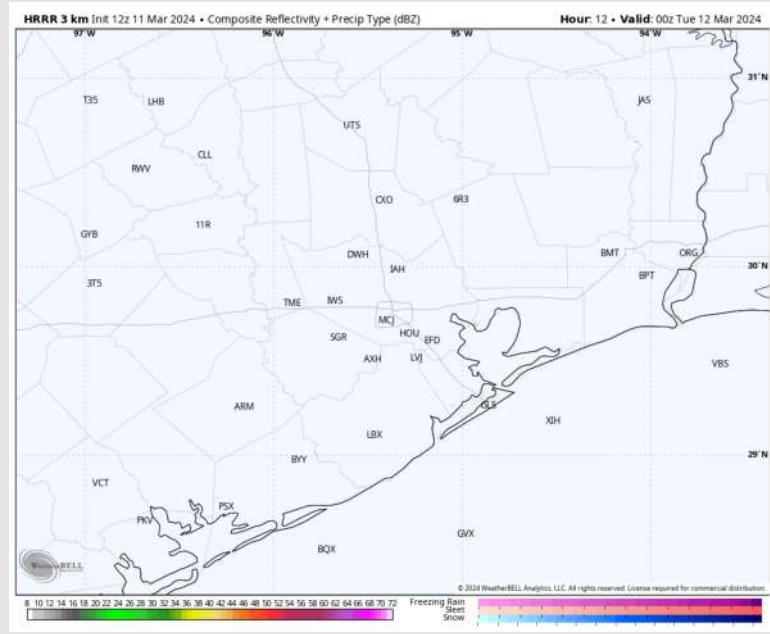 HRRR 3 km Init 12z 11 Mar 2024 • Composite Reflectivity + Precip Type (dBZ) Hour: 12 • Valid: 00z Tue 12 Mar 2024
97°W 96°W 95°W 94°W
31°N
T35 LHB JAS
UTS
CLL
RWV
CXO 6R3
11R
GYB
DWH BMT ORG
30°N
IAH
BPT
3T5
TME IWS
MCJ
HOU
SGR EFD
AXH LVJ
VBS
ARM GLS
XIH
LBX
29°N
BYY
VCT
PSX
PKV
GVX
BQX
WeatherBELL
© 2024 WeatherBELL Analytics, LLC. All rights reserved. License required for commercial distribution.
8 10 12 14 16 18 20 22 24 26 28 30 32 34 36 38 40 42 44 46 48 50 52 54 56 58 60 62 64 66 68 70 72
Freezing Rain
Sleet
Snow